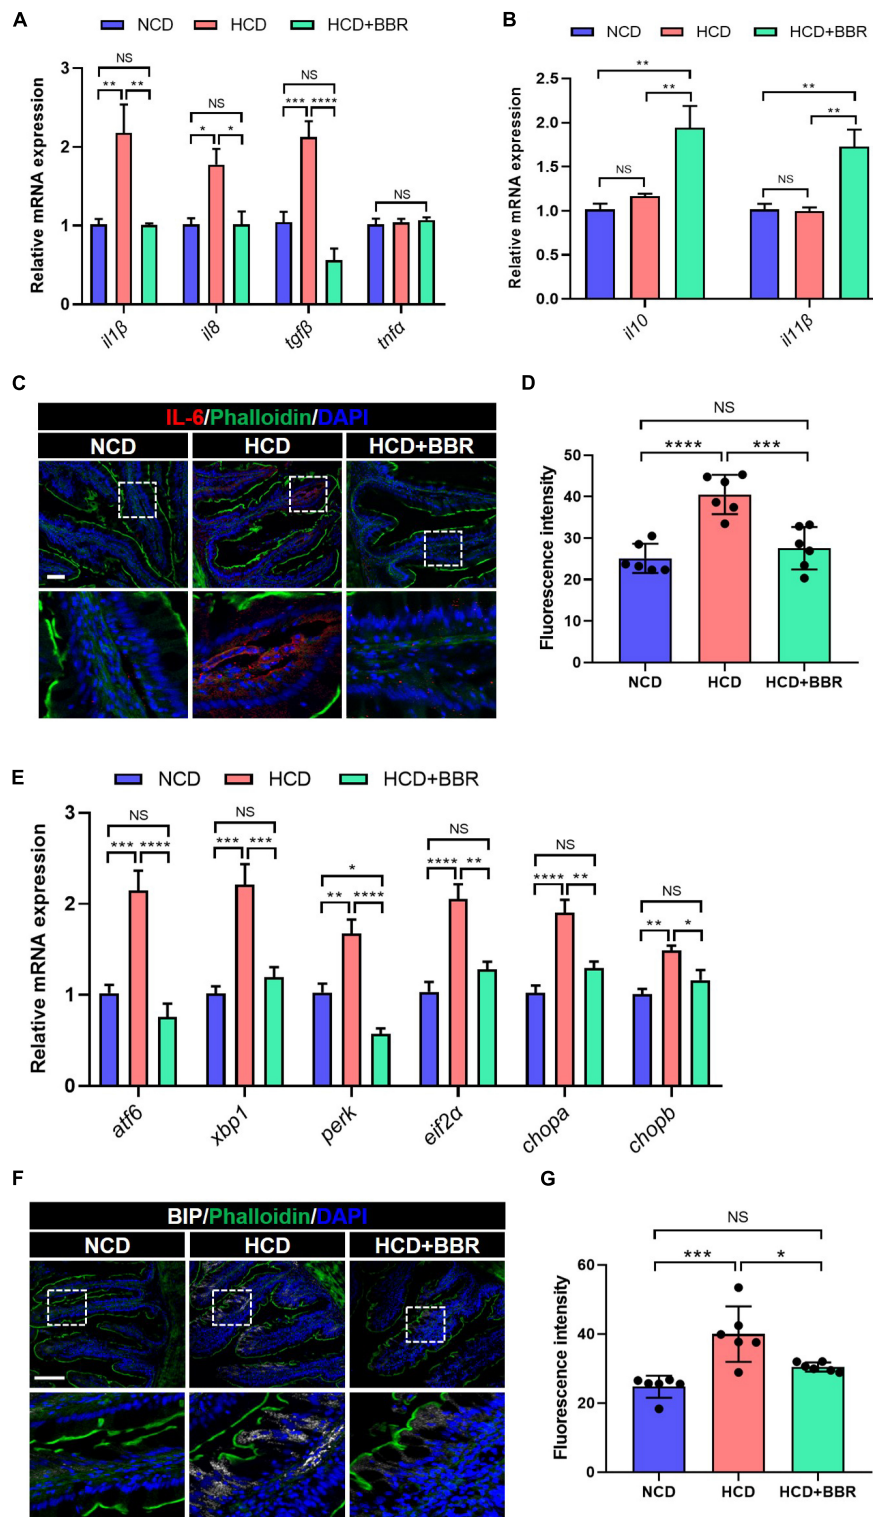 A
NCD HCD HCD+BBR
Relative mRNA expression
3
2
1
0
NS
** **
NS
* *
NS
*** ****
NS
il1β il8 tgfβ tnfα
B
NCD HCD HCD+BBR
Relative mRNA expression
2.5
2.0
1.5
1.0
0.5
0.0
**
**
NS
**
**
NS
il10 il11β
C
IL-6/Phalloidin/DAPI
NCD HCD HCD+BBR
D
NS
**** ***
Fluorescence intensity
50
40
30
20
10
0
NCD HCD HCD+BBR
E
NCD HCD HCD+BBR
Relative mRNA expression
3
2
1
0
NS
*** ****
NS
*** ***
*
** ****
NS
**** **
NS
**** **
NS
** *
atf6 xbp1 perk eif2α chopa chopb
F
BIP/Phalloidin/DAPI
NCD HCD HCD+BBR
G
NS
*** *
Fluorescence intensity
60
40
20
0
NCD HCD HCD+BBR